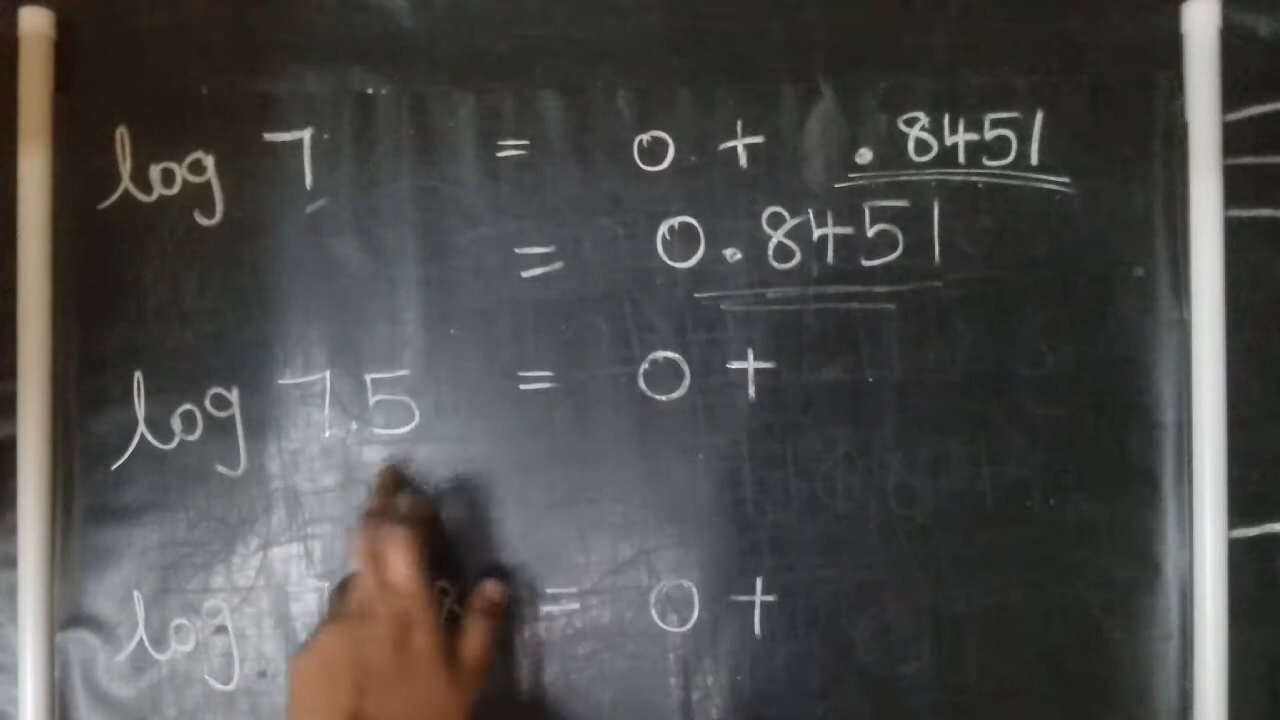 log 7 = 0 + .8451
= 0.8451
log 7.5 = 0 +
log = 0 +